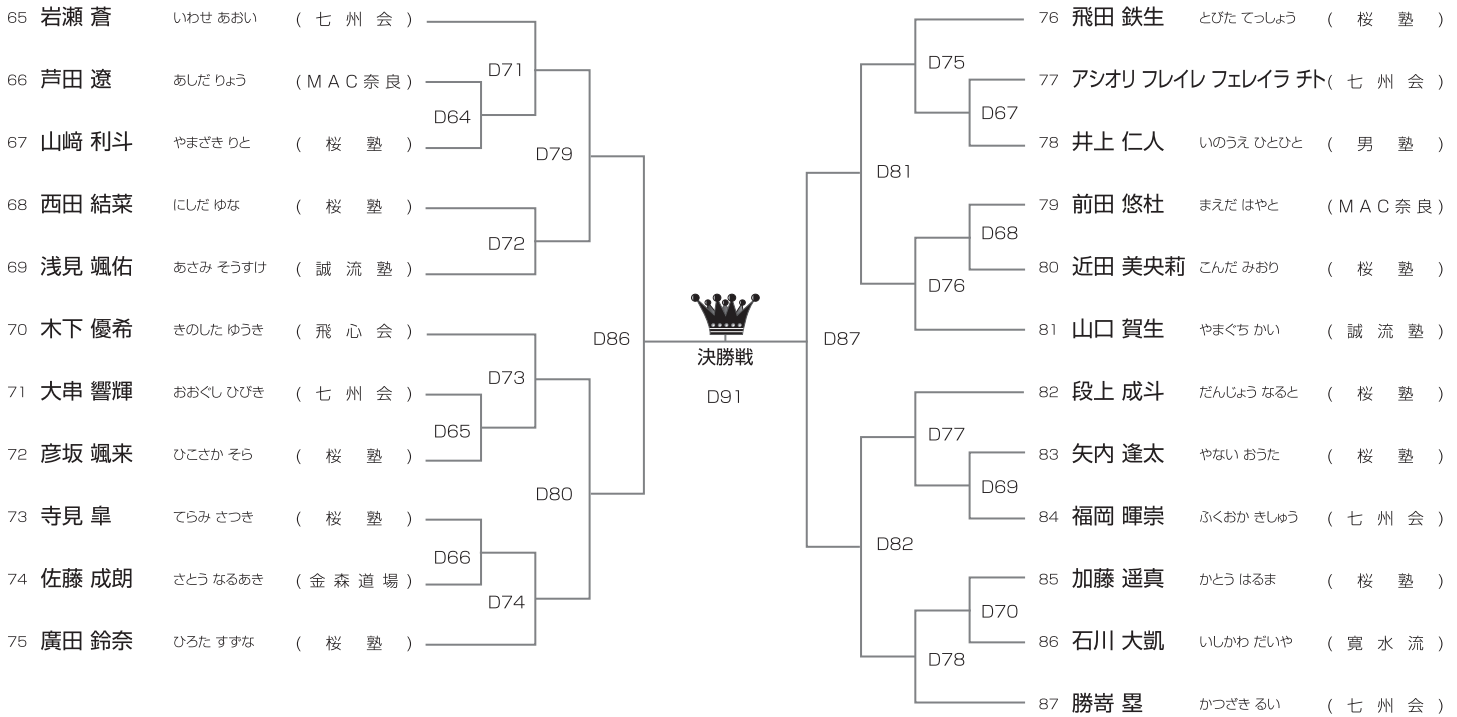 65 岩瀬 蒼 いわせ あおい ( 七 州 会 )
66 芦田 遼 あしだ りょう ( M A C 奈 良 )
67 山﨑 利斗 やまざき りと ( 桜 塾 )
68 西田 結菜 にしだ ゆな ( 桜 塾 )
69 浅見 颯佑 あさみ そうすけ ( 誠 流 塾 )
70 木下 優希 きのした ゆうき ( 飛 心 会 )
71 大串 響輝 おおぐし ひびき ( 七 州 会 )
72 彦坂 颯来 ひこさか そら ( 桜 塾 )
73 寺見 皐 てらみ さつき ( 桜 塾 )
74 佐藤 成朗 さとう なるあき ( 金 森 道 場 )
75 廣田 鈴奈 ひろた すずな ( 桜 塾 )
D71
D64
D79
D72
D86
D73
D65
D80
D66
D74
決勝戦
D91
D75
D67
D81
D68
D76
D87
D77
D69
D82
D70
D78
76 飛田 鉄生 とびた てっしょう ( 桜 塾 )
77 アシオリ フレイレ フェレイラ チト ( 七 州 会 )
78 井上 仁人 いのうえ ひとひと ( 男 塾 )
79 前田 悠杜 まえだ はやと ( M A C 奈 良 )
80 近田 美央莉 こんだ みおり ( 桜 塾 )
81 山口 賀生 やまぐち かい ( 誠 流 塾 )
82 段上 成斗 だんじょう なると ( 桜 塾 )
83 矢内 逢太 やない おうた ( 桜 塾 )
84 福岡 暉崇 ふくおか きしゅう ( 七 州 会 )
85 加藤 遥真 かとう はるま ( 桜 塾 )
86 石川 大凱 いしかわ だいや ( 寛 水 流 )
87 勝嵜 塁 かつざき るい ( 七 州 会 )